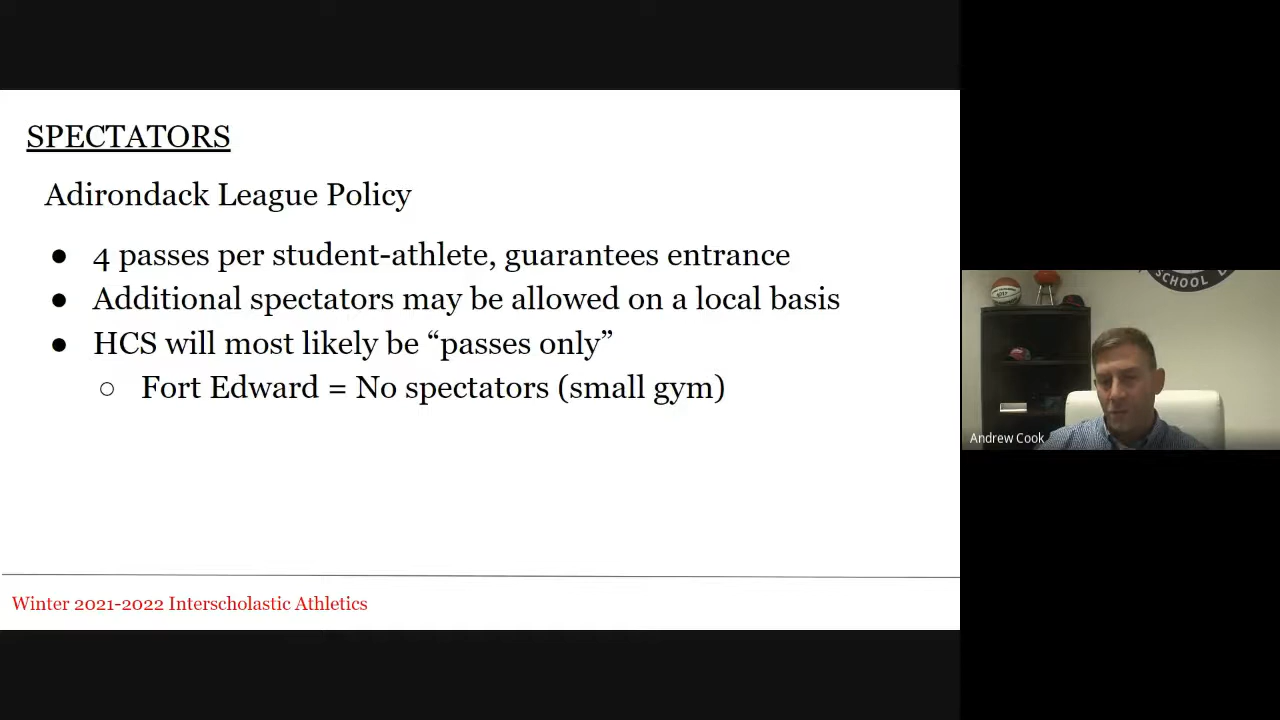 SPECTATORS
Adirondack League Policy
● 4 passes per student-athlete, guarantees entrance
● Additional spectators may be allowed on a local basis
● HCS will most likely be “passes only”
○ Fort Edward = No spectators (small gym)
Winter 2021-2022 Interscholastic Athletics
SCHOOL
Andrew Cook